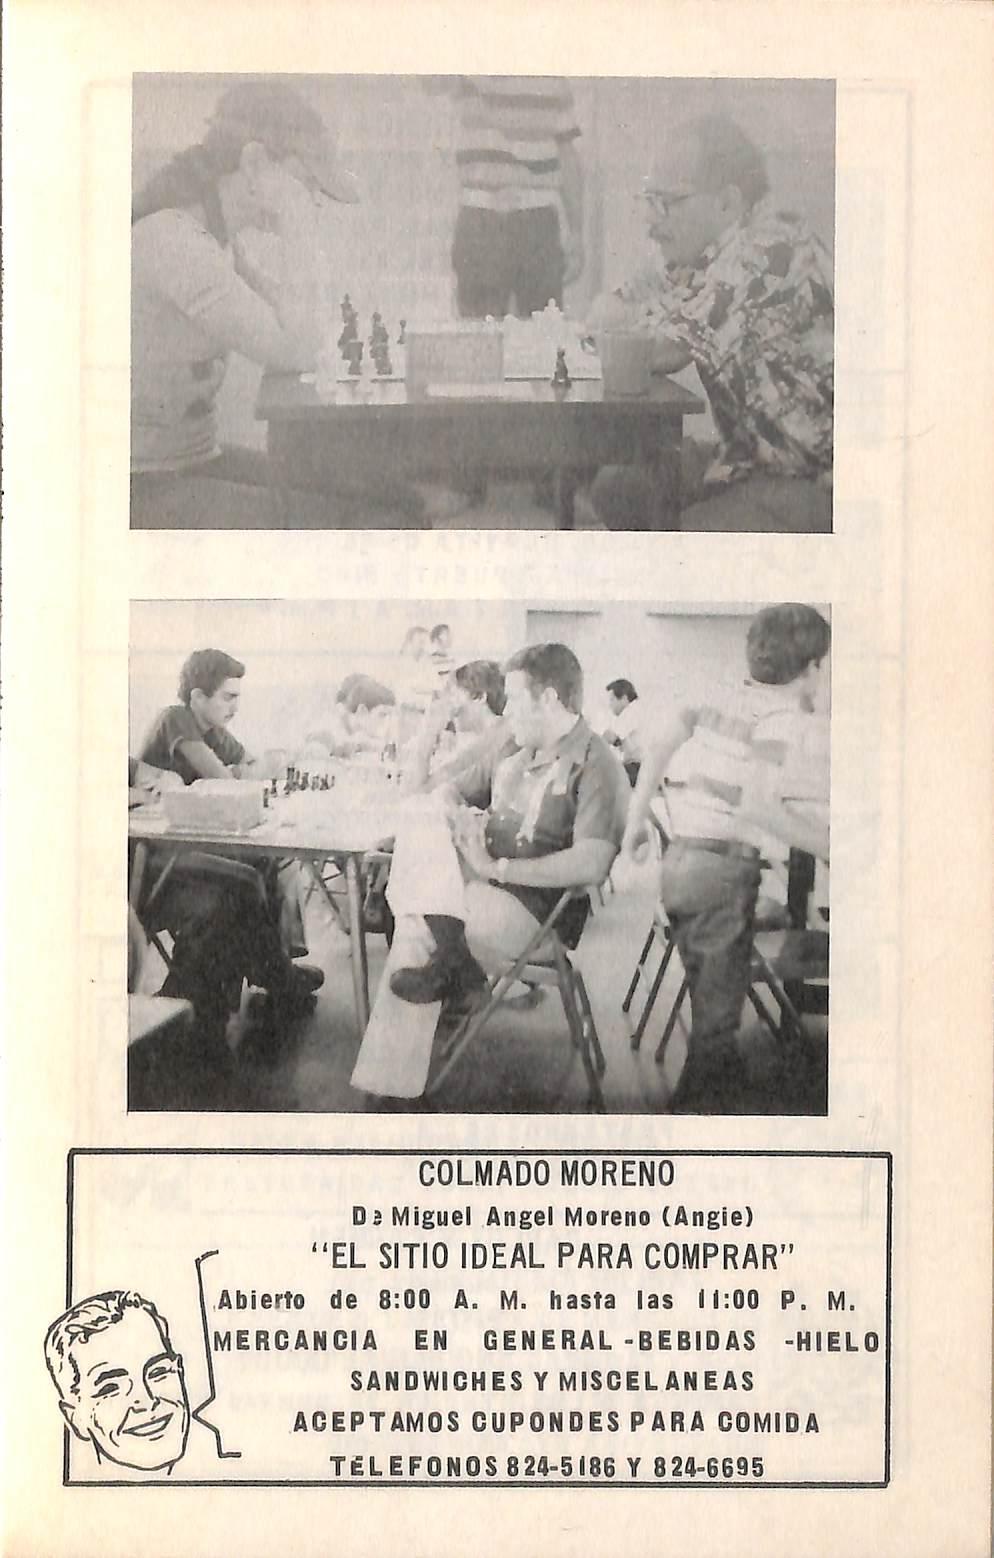 COLMADO MORENO
De Miguel Angel Moreno (Angie)
"EL SITIO IDEAL PARA COMPRAR"
Abierto de 8:00 A. M. hasta las 11:00 P. M.
MERCANCIA EN GENERAL -BEBIDAS -HIELO
SANDWICHES Y MISCELANEAS
ACEPTAMOS CUPONDES PARA COMIDA
TELEFONOS 824-5186 Y 824-6695